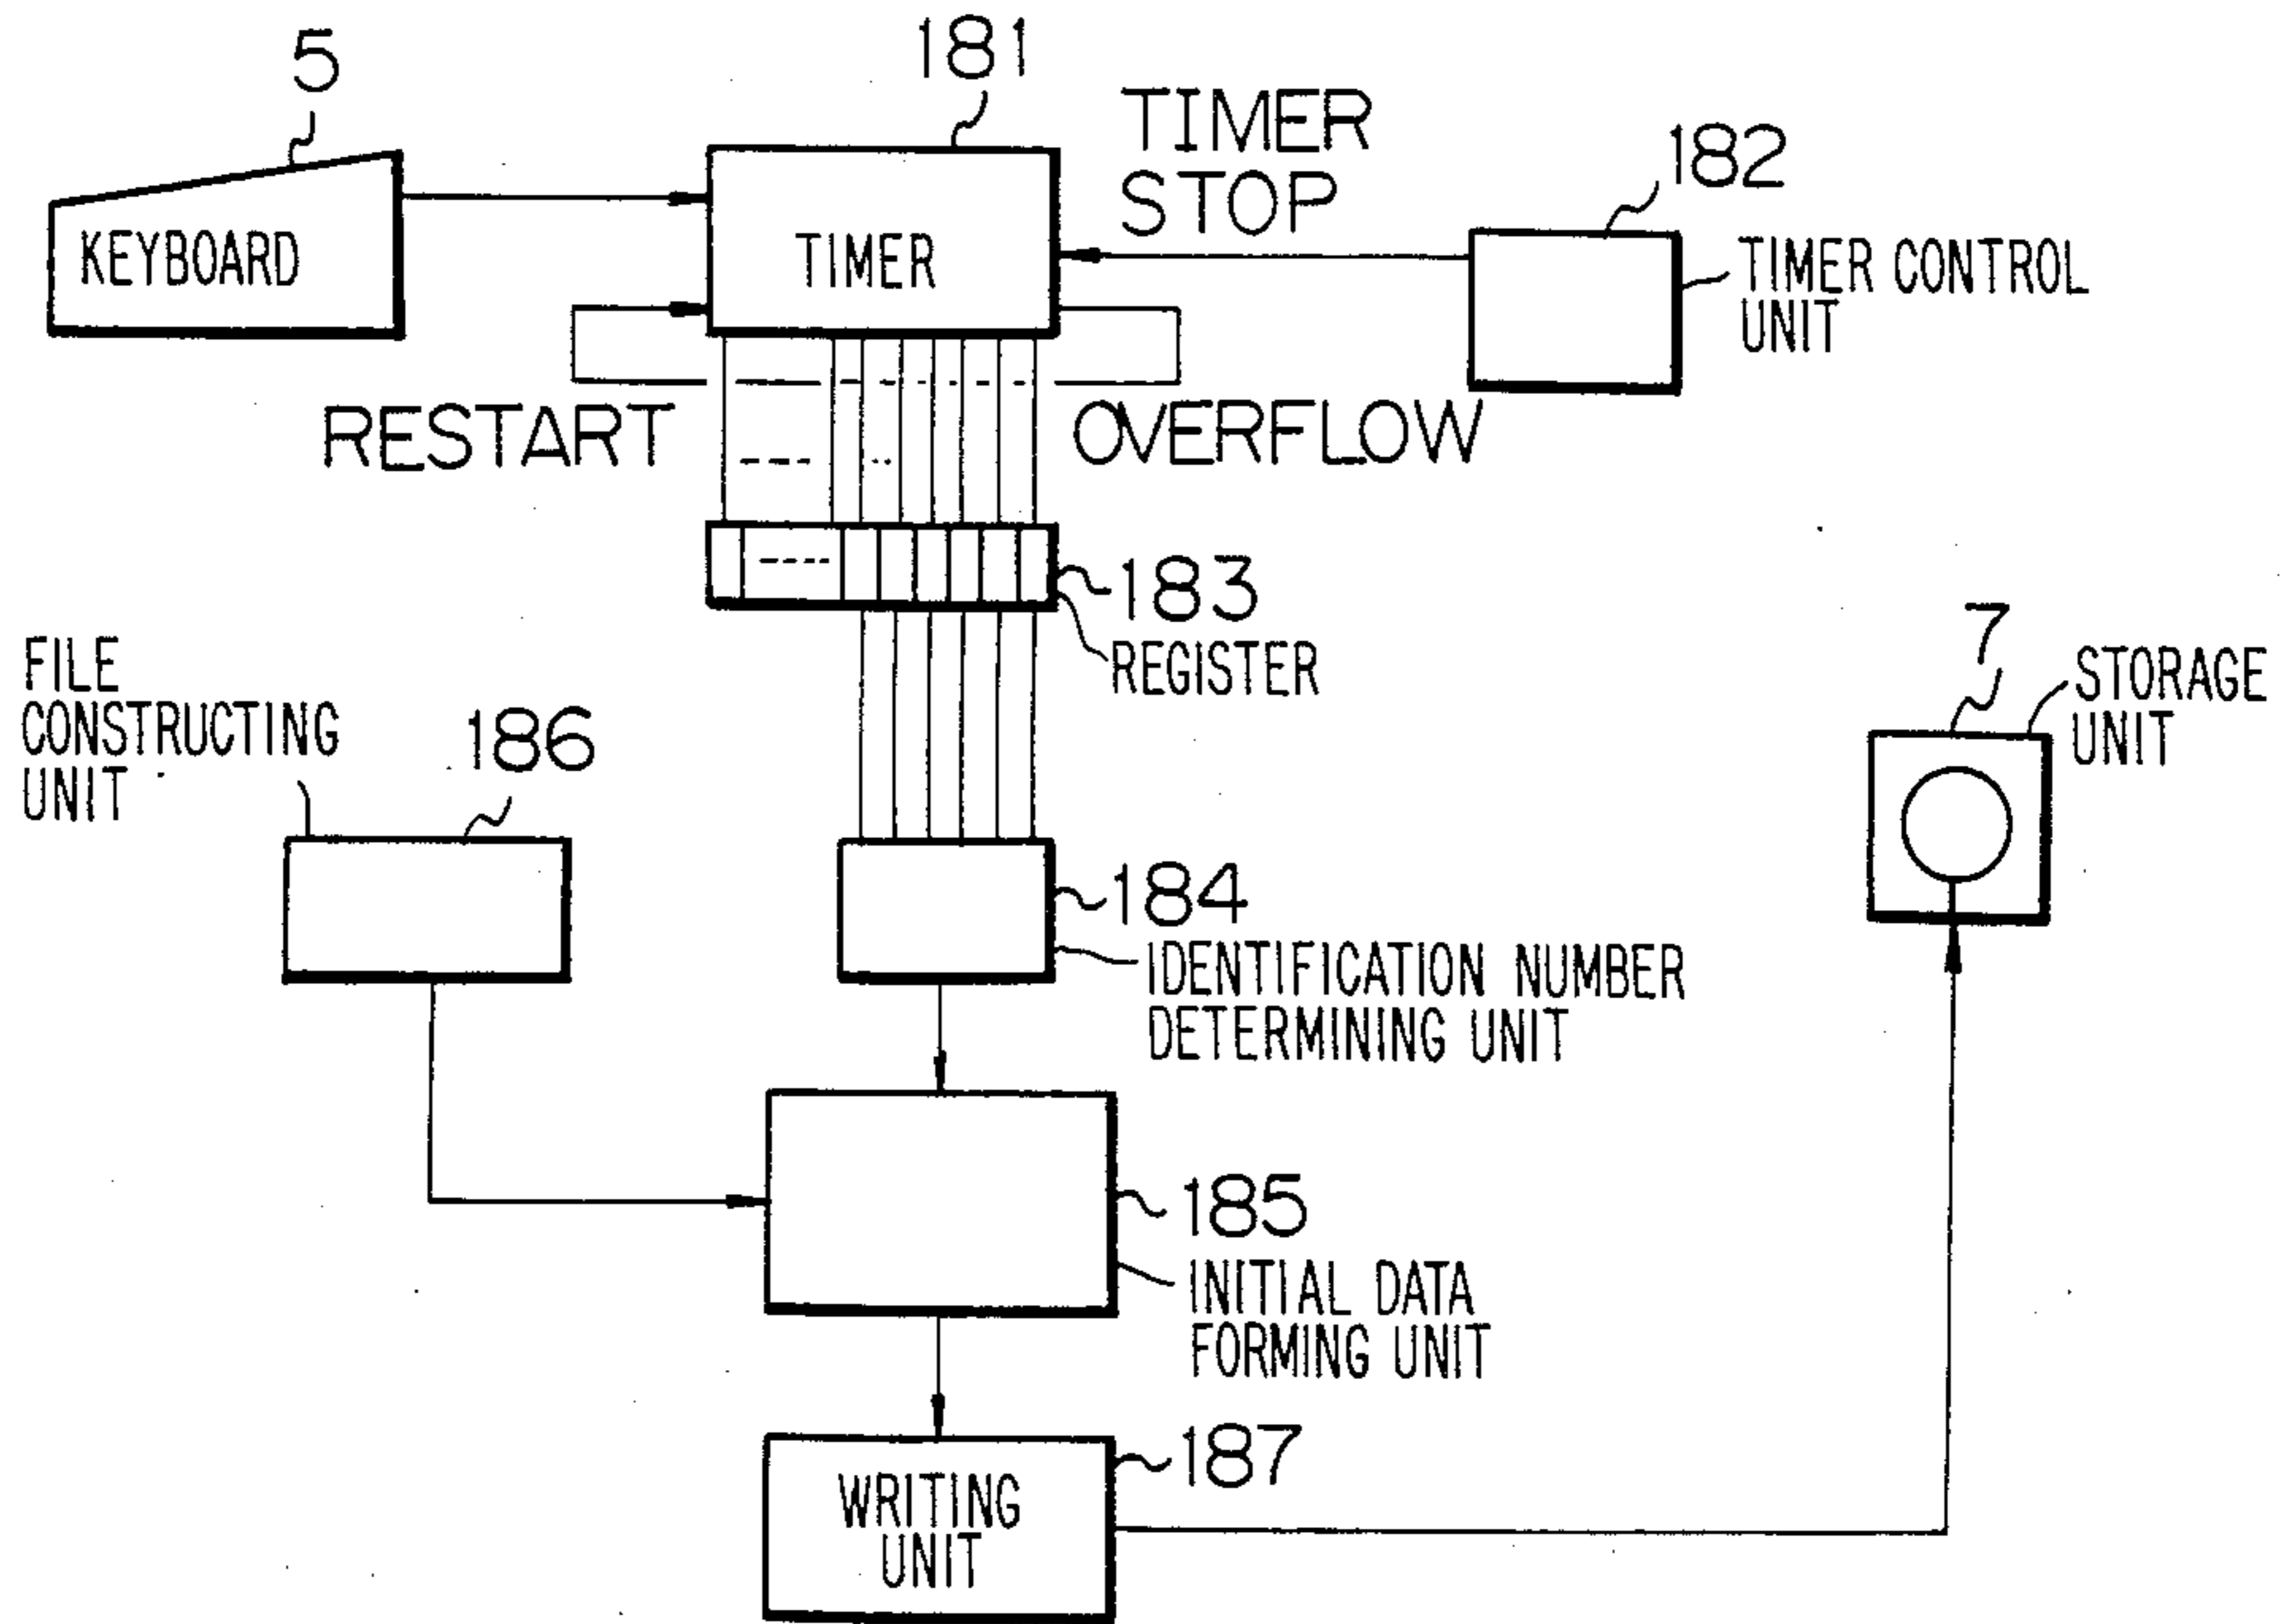 5
181
TIMER
STOP
182
KEYBOARD
TIMER
TIMER CONTROL
UNIT
RESTART
OVERFLOW
183
REGISTER
7
STORAGE
UNIT
FILE
CONSTRUCTING
UNIT
186
184
IDENTIFICATION NUMBER
DETERMINING UNIT
185
INITIAL DATA
FORMING UNIT
187
WRITING
UNIT